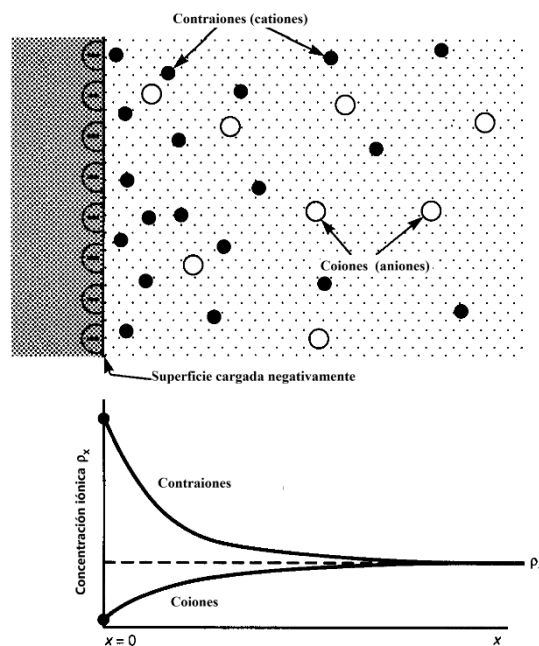 Contraiones (cationes)
Coiones (aniones)
Superficie cargada negativamente
Concentración iónica ρx
Contraiones
ρ
Coiones
x = 0
x